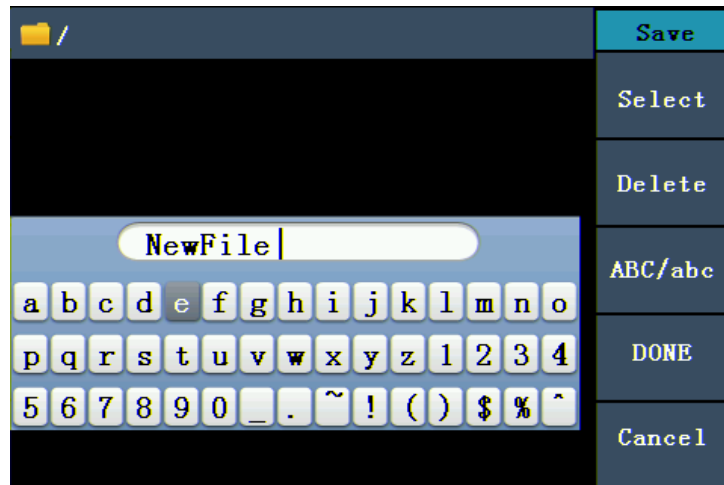 /
Save
Select
Delete
NewFile
ABC/abc
a b c d e f g h i j k l m n o
p q r s t u v w x y z 1 2 3 4
DONE
5 6 7 8 9 0 _ . ~ ! ( ) $ % ^
Cancel